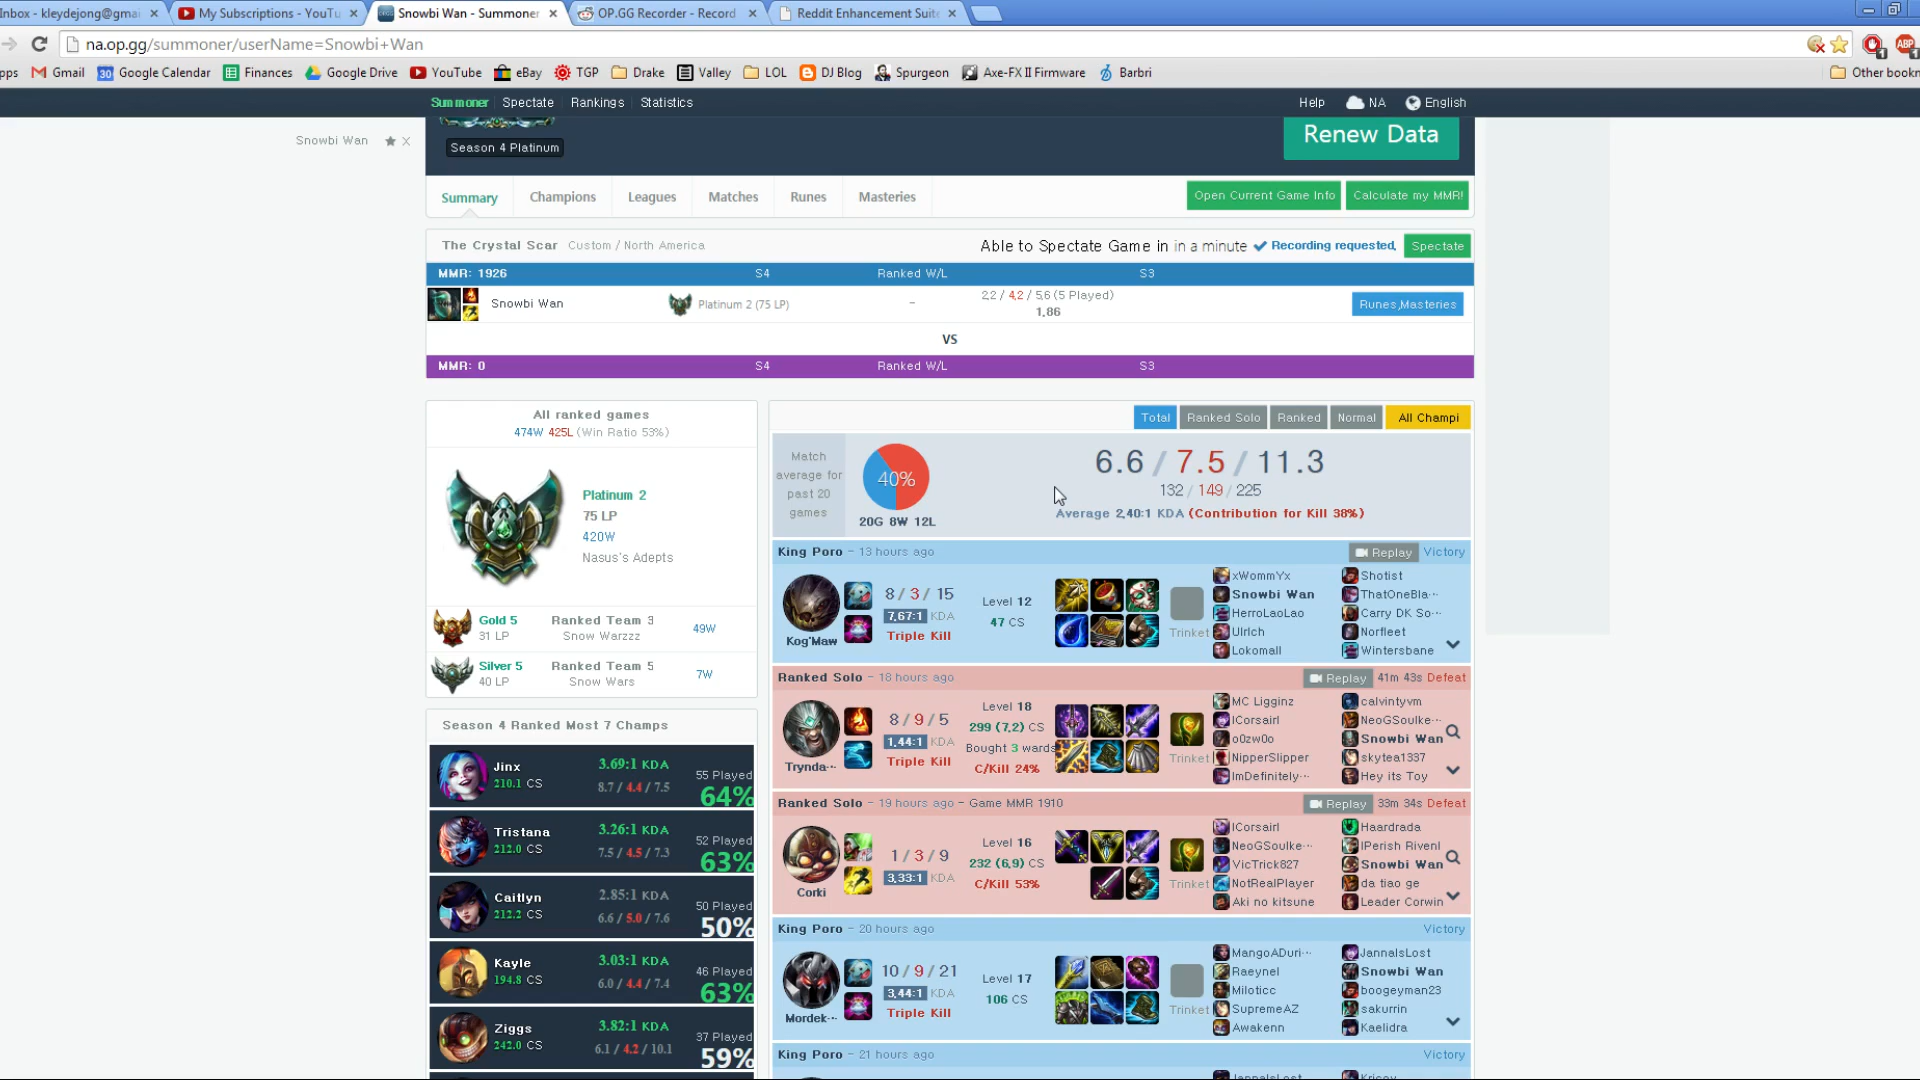 Inbox - kleydejong@gmai
My Subscriptions - YouTu
Snowbi Wan - Summoner
OP.GG Recorder - Record
Reddit Enhancement Suite
na.op.gg/summoner/userName=Snowbi+Wan
pps
Gmail
Google Calendar
Finances
Google Drive
YouTube
eBay
TGP
Drake
Valley
LOL
DJ Blog
Spurgeon
Axe-FX II Firmware
Barbri
Other bookn
Summoner Spectate Rankings Statistics
Help NA English
Snowbi Wan
Season 4 Platinum
Renew Data
Summary Champions Leagues Matches Runes Masteries
Open Current Game Info
Calculate my MMR!
The Crystal Scar Custom / North America
Able to Spectate Game in in a minute Recording requested, Spectate
MMR: 1926 S4 Ranked W/L S3
Snowbi Wan Platinum 2 (75 LP) - 2,2 / 4,2 / 5,6 (5 Played)
1,86
Runes,Masteries
VS
MMR: 0 S4 Ranked W/L S3
All ranked games
474W 425L (Win Ratio 53%)
Platinum 2
75 LP
420W
Nasus's Adepts
Gold 5 Ranked Team 3
31 LP Snow Warzzz
49W
Silver 5 Ranked Team 5
40 LP Snow Wars
7W
Season 4 Ranked Most 7 Champs
Jinx 3.69:1 KDA 55 Played
210.1 CS 8.7 / 4.4 / 7.5 64%
Tristana 3.26:1 KDA 52 Played
212.0 CS 7.5 / 4.5 / 7.3 63%
Caitlyn 2.85:1 KDA 50 Played
212.2 CS 6.6 / 5.0 / 7.6 50%
Kayle 3.03:1 KDA 46 Played
194.8 CS 6.0 / 4.4 / 7.4 63%
Ziggs 3.82:1 KDA 37 Played
242.0 CS 6.1 / 4.2 / 10.1 59%
Total Ranked Solo Ranked Normal All Champi
Match
average for
past 20
games
40%
20G 8W 12L
6.6 / 7.5 / 11.3
132 / 149 / 225
Average 2,40:1 KDA (Contribution for Kill 38%)
King Poro - 13 hours ago Replay Victory
Kog'Maw
8 / 3 / 15
7,67:1 KDA
Triple Kill
Level 12
47 CS
Trinket
xWommYx
Snowbi Wan
HerroLaoLao
Ulrlch
Lokomall
Shotist
ThatOneBla···
Carry DK So···
Norfleet
Wintersbane
Ranked Solo - 18 hours ago Replay 41m 43s Defeat
Trynda···
8 / 9 / 5
1,44:1 KDA
Triple Kill
Level 18
299 (7,2) CS
Bought 3 wards
C/Kill 24%
Trinket
MC Ligginz
ICorsairl
o0zw0o
NipperSlipper
ImDefinitely···
calvintyvm
NeoGSoulke···
Snowbi Wan
skytea1337
Hey its Toy
Ranked Solo - 19 hours ago - Game MMR 1910 Replay 33m 34s Defeat
Corki
1 / 3 / 9
3,33:1 KDA
Level 16
232 (6,9) CS
C/Kill 53%
Trinket
ICorsairl
NeoGSoulke···
VicTrick827
NotRealPlayer
Aki no kitsune
Haardrada
IPerish Rivenl
Snowbi Wan
da tiao ge
Leader Corwin
King Poro - 20 hours ago Victory
Mordek···
10 / 9 / 21
3,44:1 KDA
Triple Kill
Level 17
106 CS
Trinket
MangoADuri···
Raeynel
Miloticc
SupremeAZ
Awakenn
JannaIsLost
Snowbi Wan
boogeyman23
sakurrin
Kaelidra
King Poro - 21 hours ago Victory